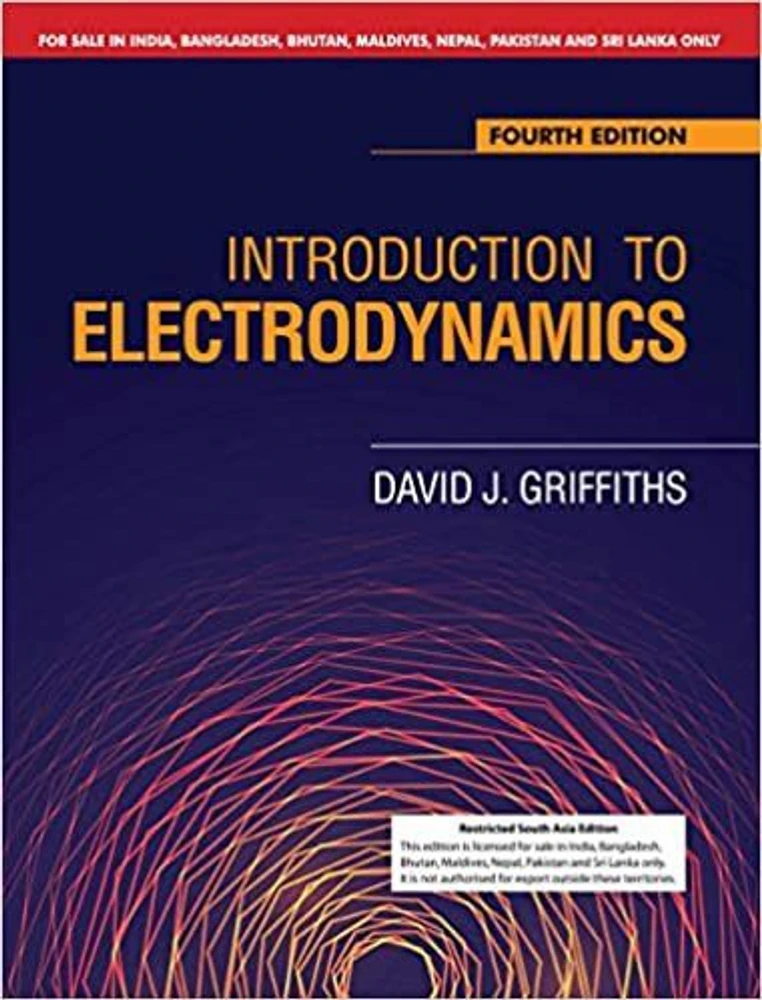 FOR SALE IN INDIA, BANGLADESH, BHUTAN, MALDIVES, NEPAL, PAKISTAN AND SRI LANKA ONLY
FOURTH EDITION
INTRODUCTION TO
ELECTRODYNAMICS
DAVID J. GRIFFITHS
Restricted South Asia Edition
This edition is licensed for sale in India, Bangladesh,
Bhutan, Maldives, Nepal, Pakistan and Sri Lanka only.
It is not authorised for export outside these territories.